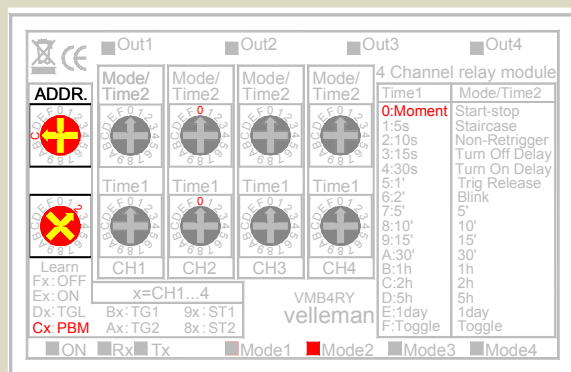 Out1 Out2 Out3 Out4
CE
4 Channel relay module
ADDR.
Mode/ Mode/ Mode/ Mode/
Time2 Time2 Time2 Time2
Time1 Time1 Time1 Time1
CH1 CH2 CH3 CH4
Time1 Mode/Time2
0:Moment Start-stop
1:5s Staircase
2:10s Non-Retrigger
3:15s Turn Off Delay
4:30s Turn On Delay
5:1' Trig Release
6:2' Blink
7:5' 5'
8:10' 10'
9:15' 15'
A:30' 30'
B:1h 1h
C:2h 2h
D:5h 5h
E:1day 1day
F:Toggle Toggle
Learn
Fx:OFF
Ex:ON
Dx:TGL
Cx:PBM
x=CH1...4
Bx:TG1 9x:ST1
Ax:TG2 8x:ST2
VMB4RY
velleman
ON Rx Tx Mode1 Mode2 Mode3 Mode4